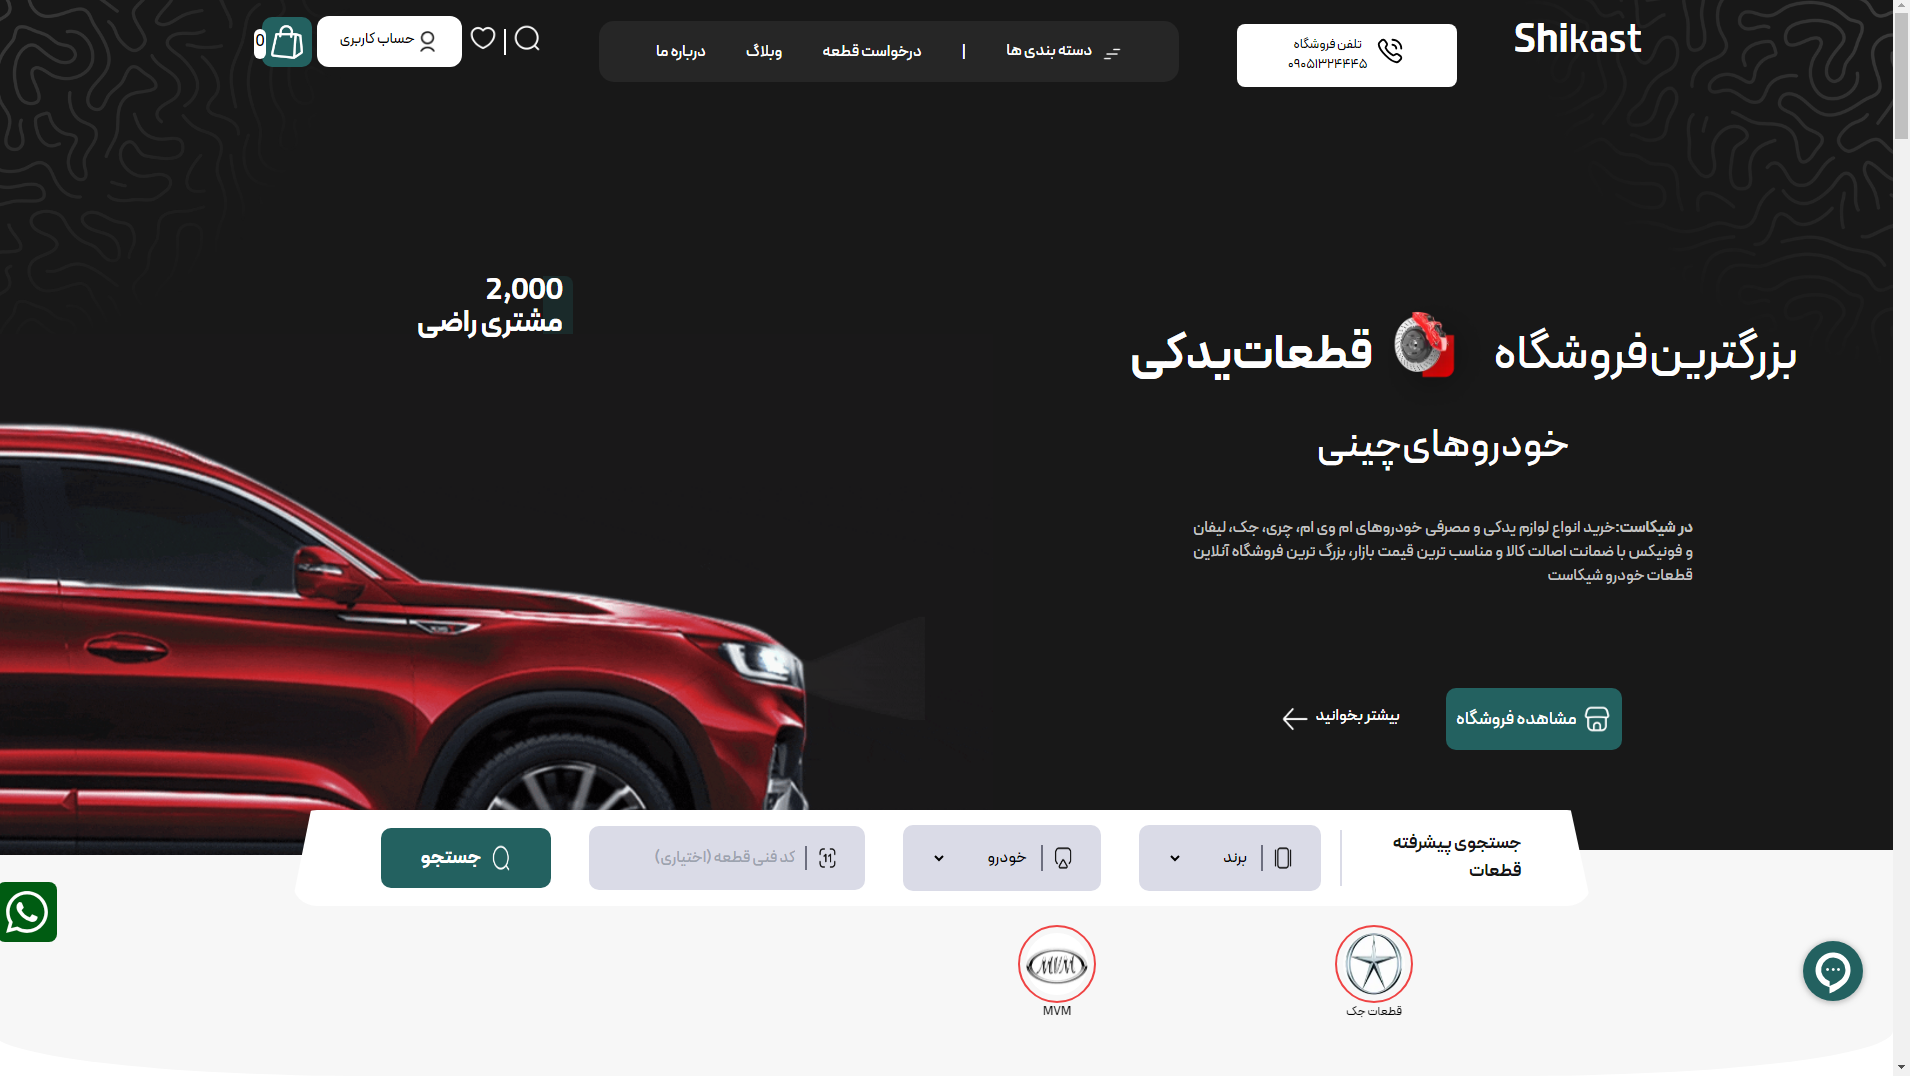 Shikast
تلفن فروشگاه
۰۹۰۵۱۳۲۴۴۴۵
دسته بندی ها
|
درخواست قطعه
وبلاگ
درباره ما
حساب کاربری
0
2,000
مشتری راضی
بزرگترین فروشگاه قطعات یدکی
خودروهای چینی
در شیکاست:خرید انواع لوازم یدکی و مصرفی خودروهای ام وی ام، چری، جک، لیفان
و فونیکس با ضمانت اصالت کالا و مناسب ترین قیمت بازار، بزرگ ترین فروشگاه آنلاین
قطعات خودرو شیکاست
مشاهده فروشگاه
بیشتر بخوانید
جستجوی پیشرفته
قطعات
برند
خودرو
کد فنی قطعه (اختیاری)
جستجو
قطعات جک
MVM
MVM